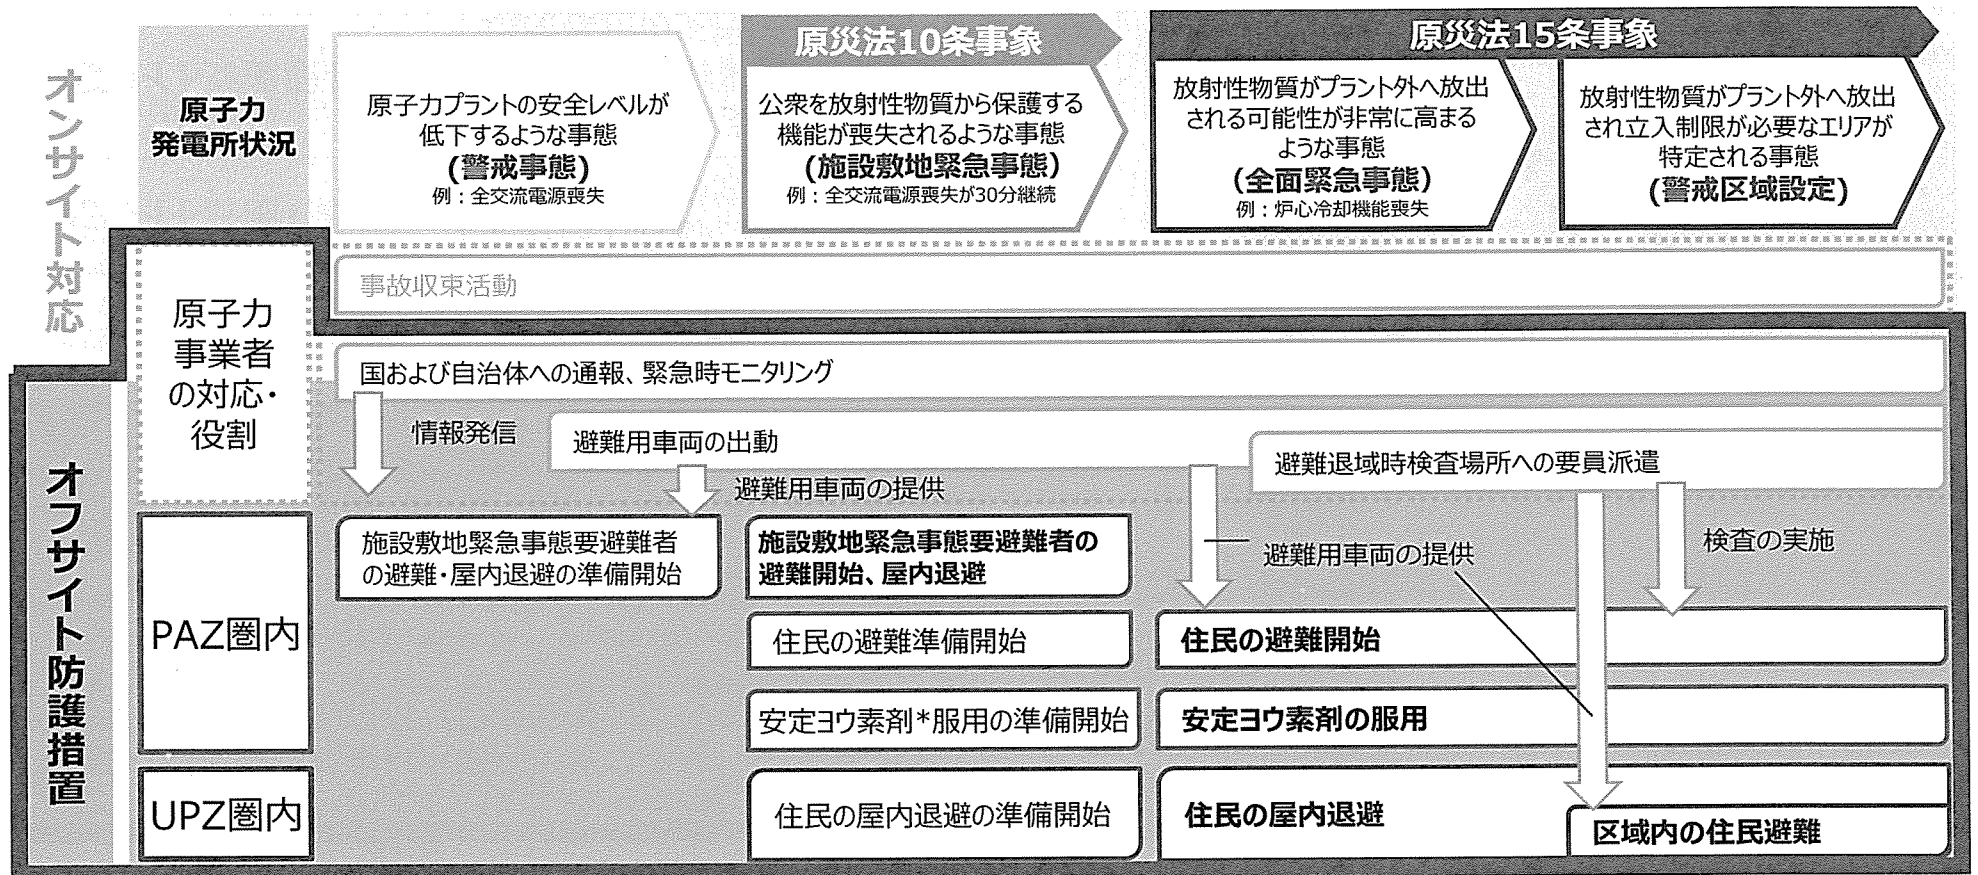 オンサイト対応
原子力
発電所状況
原子力プラントの安全レベルが
低下するような事態
(警戒事態)
例：全交流電源喪失
原災法10条事象
公衆を放射性物質から保護する
機能が喪失されるような事態
(施設敷地緊急事態)
例：全交流電源喪失が30分継続
原災法15条事象
放射性物質がプラント外へ放出
される可能性が非常に高まる
ような事態
(全面緊急事態)
例：炉心冷却機能喪失
放射性物質がプラント外へ放出
され立入制限が必要なエリアが
特定される事態
(警戒区域設定)
原子力
事業者
の対応・
役割
事故収束活動
国および自治体への通報、緊急時モニタリング
情報発信
避難用車両の出動
避難用車両の提供
避難退域時検査場所への要員派遣
避難用車両の提供
検査の実施
オフサイト防護措置
PAZ圏内
施設敷地緊急事態要避難者
の避難・屋内退避の準備開始
施設敷地緊急事態要避難者の
避難開始、屋内退避
住民の避難準備開始
住民の避難開始
安定ヨウ素剤*服用の準備開始
安定ヨウ素剤の服用
UPZ圏内
住民の屋内退避の準備開始
住民の屋内退避
区域内の住民避難